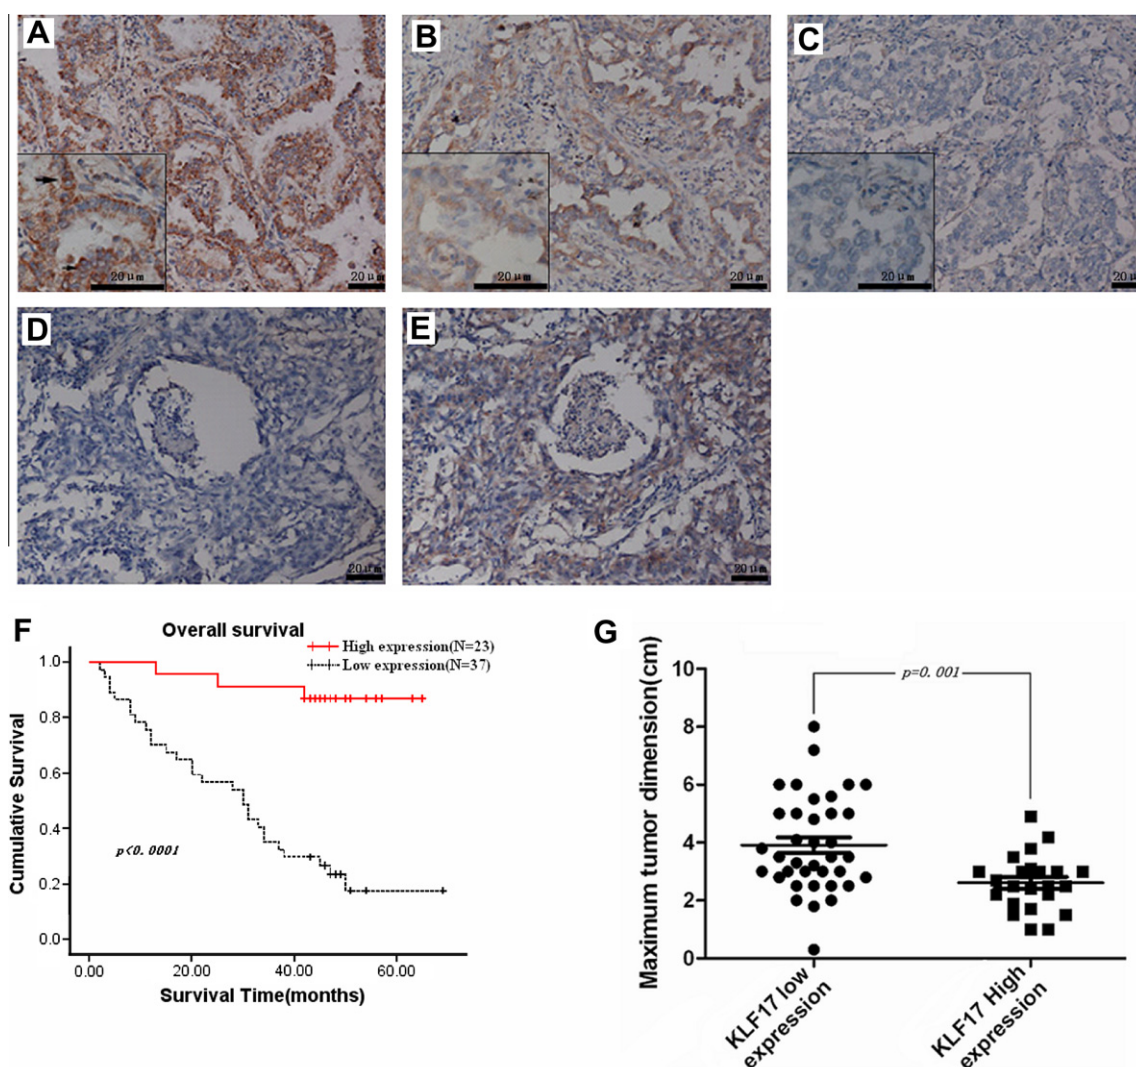 A
B
C
20 μm
20 μm
20 μm
20 μm
20 μm
20 μm
D
E
20 μm
20 μm
F
Overall survival
High expression(N=23)
Low expression(N=37)
1.0
0.8
0.6
0.4
0.2
0.0
p<0.0001
Cumulative Survival
0.00
20.00
40.00
60.00
Survival Time(months)
G
Maximum tumor dimension(cm)
10
8
6
4
2
0
p=0.001
KLF17 low
expression
KLF17 High
expression